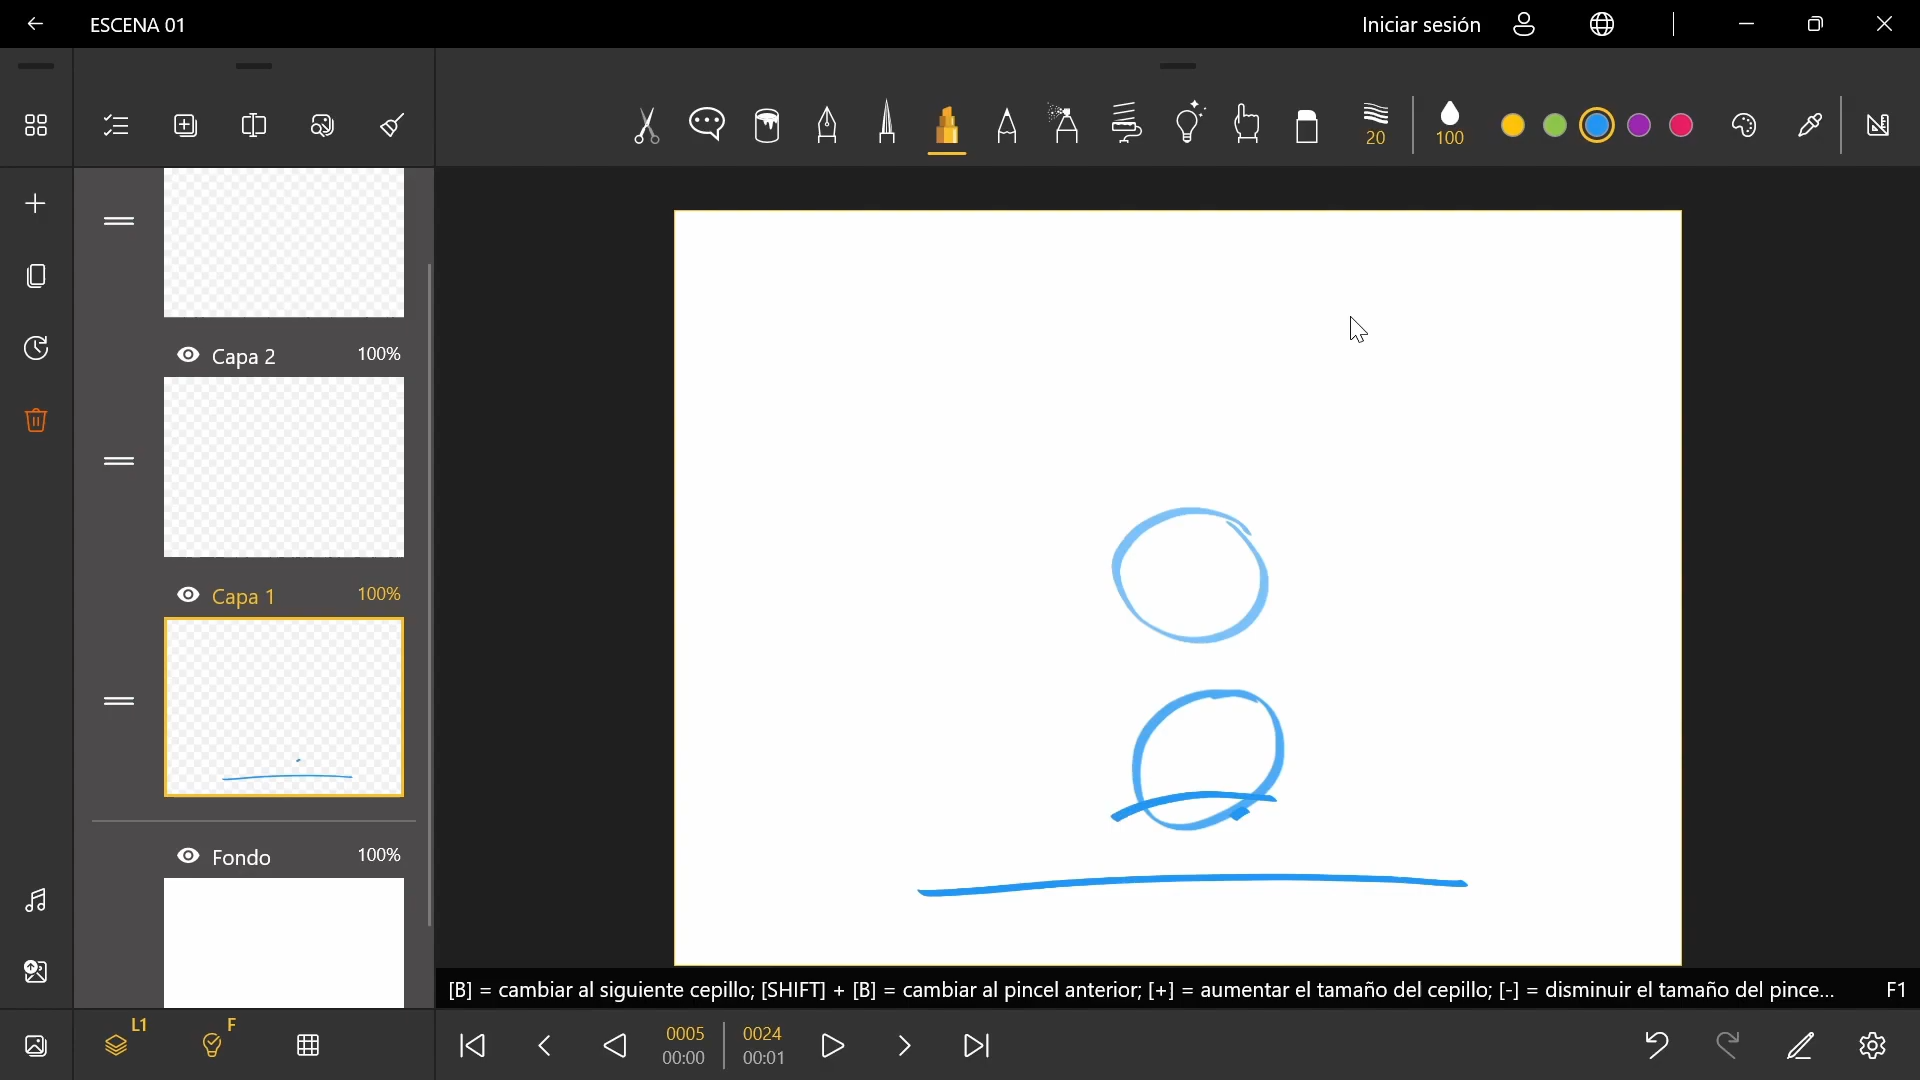 ESCENA 01
Iniciar sesión
20
100
Capa 2 100%
Capa 1 100%
Fondo 100%
[B] = cambiar al siguiente cepillo; [SHIFT] + [B] = cambiar al pincel anterior; [+] = aumentar el tamaño del cepillo; [-] = disminuir el tamaño del pince...
F1
L1
F
0005
00:00
0024
00:01